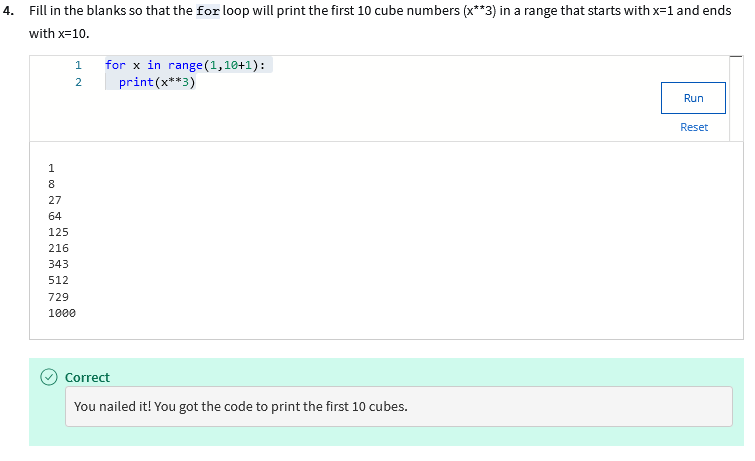 4. Fill in the blanks so that the for loop will print the first 10 cube numbers (x**3) in a range that starts with x=1 and ends
with x=10.
1 for x in range(1,10+1):
2 print(x**3)
Run
Reset
1
8
27
64
125
216
343
512
729
1000
Correct
You nailed it! You got the code to print the first 10 cubes.